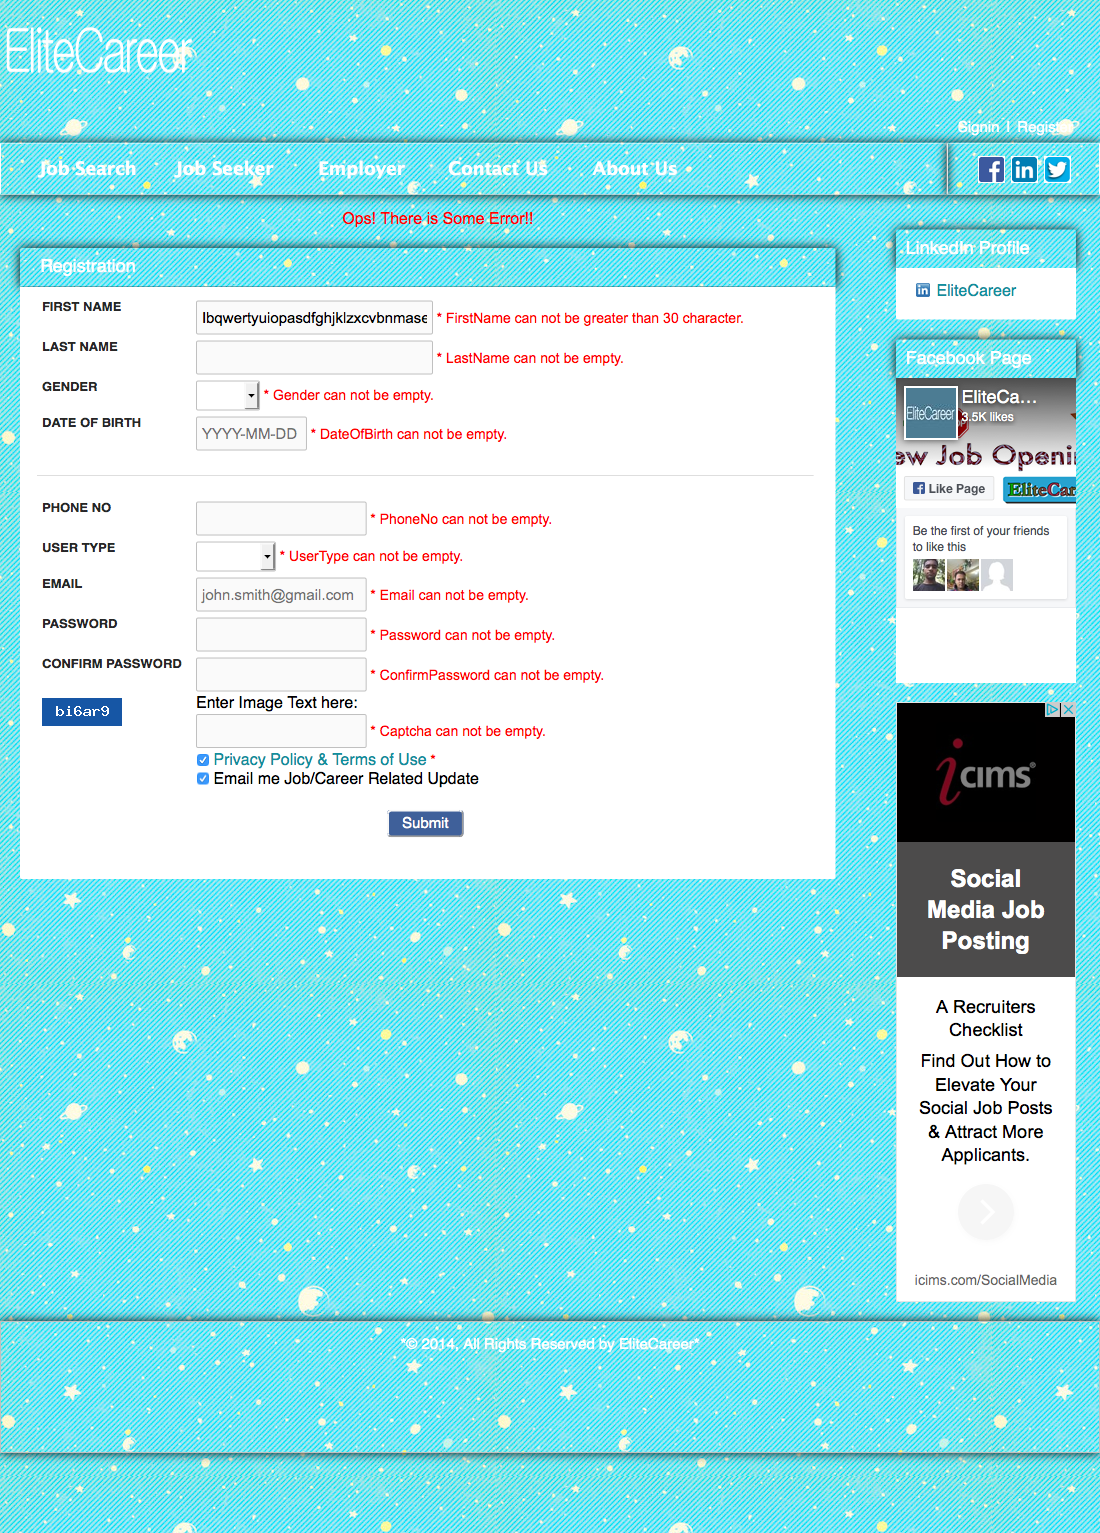 EliteCareer
Signin | Regist
Job Search Job Seeker Employer Contact US About Us
Ops! There is Some Error!!
Registration
FIRST NAME lbqwertyuiopasdfghjklzxcvbnmase * FirstName can not be greater than 30 character.
LAST NAME * LastName can not be empty.
GENDER * Gender can not be empty.
DATE OF BIRTH YYYY-MM-DD * DateOfBirth can not be empty.
PHONE NO * PhoneNo can not be empty.
USER TYPE * UserType can not be empty.
EMAIL john.smith@gmail.com * Email can not be empty.
PASSWORD * Password can not be empty.
CONFIRM PASSWORD * ConfirmPassword can not be empty.
bi6ar9 Enter Image Text here:
* Captcha can not be empty.
Privacy Policy & Terms of Use *
Email me Job/Career Related Update
Submit
LinkedIn Profile
EliteCareer
Facebook Page
EliteCareer
EliteCa...
3.5K likes
ew Job Openi
Like Page
EliteCar
Be the first of your friends
to like this
icims
Social
Media Job
Posting
A Recruiters
Checklist
Find Out How to
Elevate Your
Social Job Posts
& Attract More
Applicants.
icims.com/SocialMedia
*© 2014, All Rights Reserved by EliteCareer*